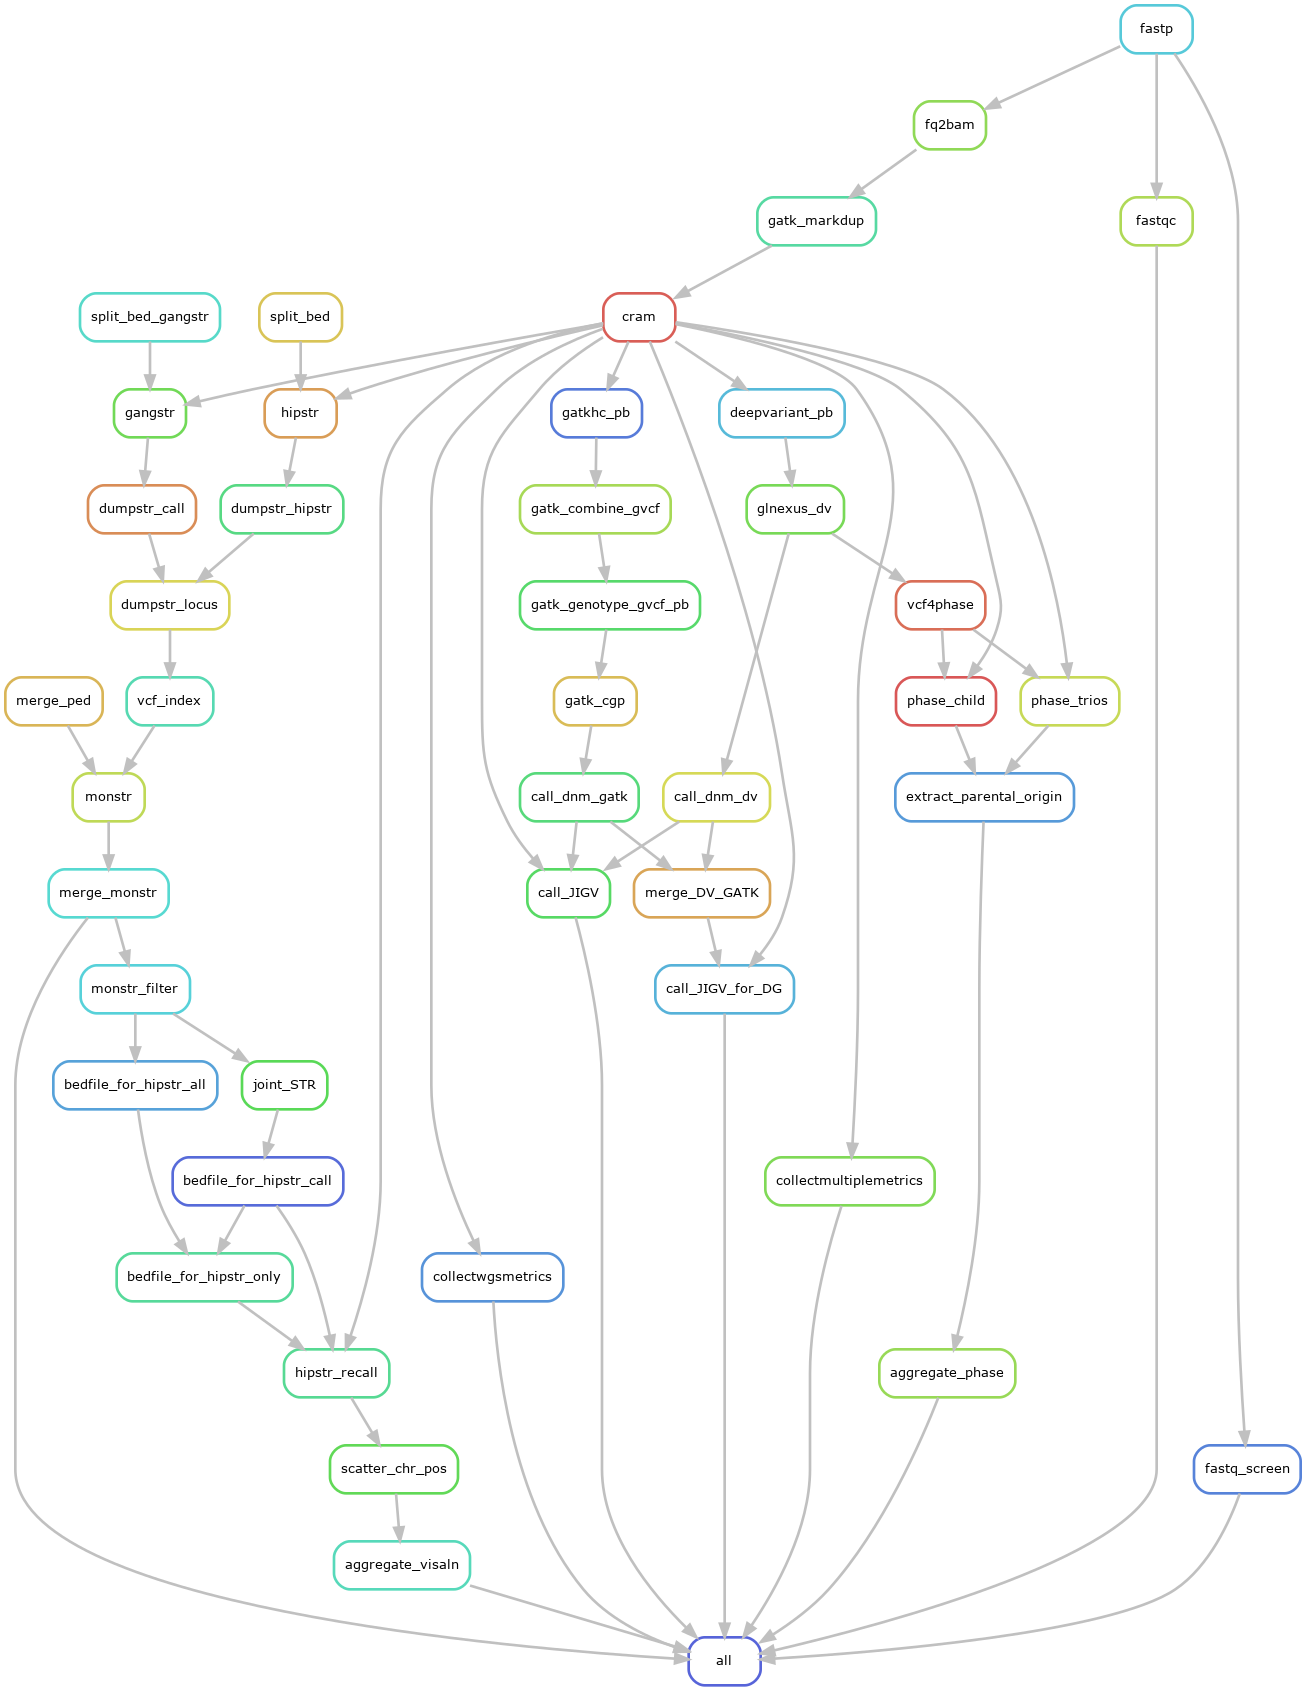 fastp
fq2bam
gatk_markdup
fastqc
split_bed_gangstr
split_bed
cram
gangstr
hipstr
gatkhc_pb
deepvariant_pb
dumpstr_call
dumpstr_hipstr
gatk_combine_gvcf
glnexus_dv
dumpstr_locus
gatk_genotype_gvcf_pb
vcf4phase
merge_ped
vcf_index
gatk_cgp
phase_child
phase_trios
monstr
call_dnm_gatk
call_dnm_dv
extract_parental_origin
merge_monstr
call_JIGV
merge_DV_GATK
monstr_filter
call_JIGV_for_DG
bedfile_for_hipstr_all
joint_STR
bedfile_for_hipstr_call
collectmultiplemetrics
bedfile_for_hipstr_only
collectwgsmetrics
hipstr_recall
aggregate_phase
scatter_chr_pos
fastq_screen
aggregate_visaln
all